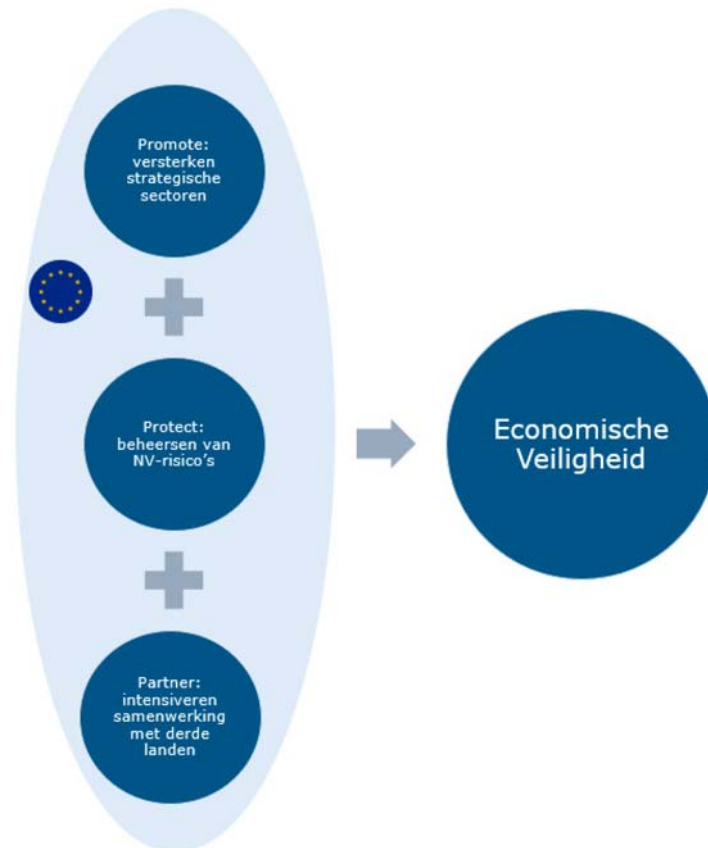 Promote:
versterken
strategische
sectoren
Protect:
beheersen van
NV-risico's
Economische
Veiligheid
Partner:
intensiveren
samenwerking
met derde
landen